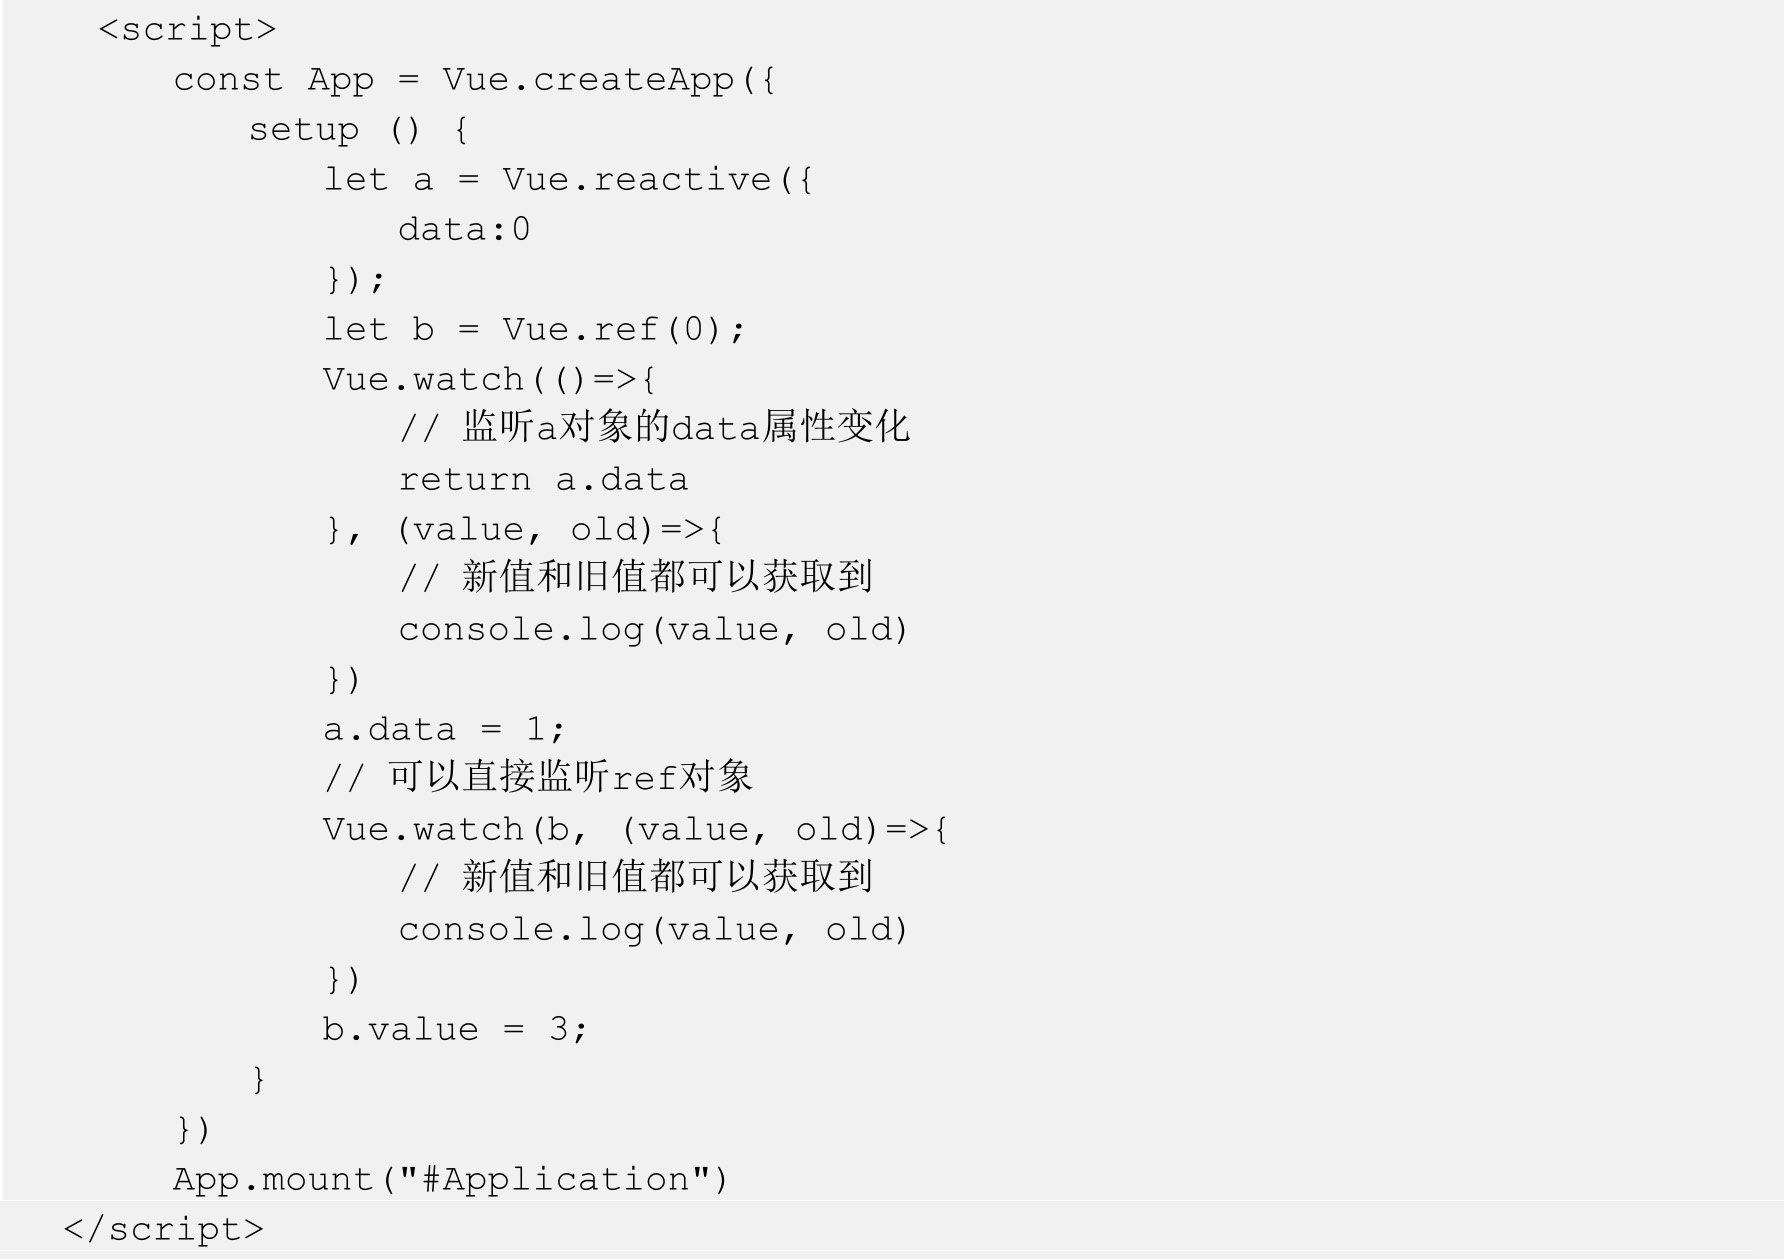 <script>
const App = Vue.createApp({
setup () {
let a = Vue.reactive({
data:0
});
let b = Vue.ref(0);
Vue.watch(()=>{
// 监听a对象的data属性变化
return a.data
}, (value, old)=>{
// 新值和旧值都可以获取到
console.log(value, old)
})
a.data = 1;
// 可以直接监听ref对象
Vue.watch(b, (value, old)=>{
// 新值和旧值都可以获取到
console.log(value, old)
})
b.value = 3;
}
})
App.mount("#Application")
</script>